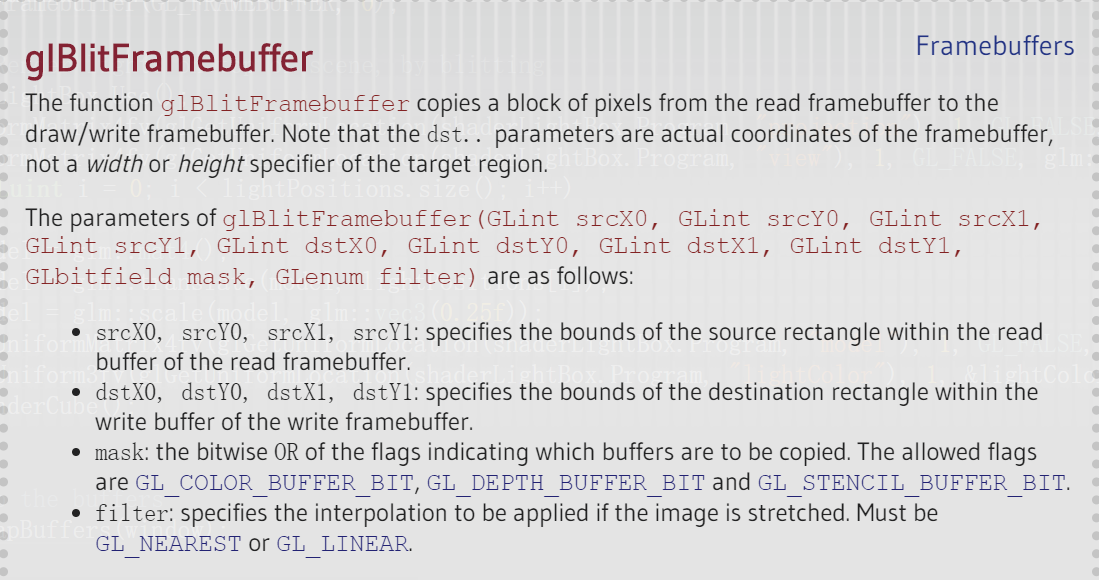 glBlitFramebuffer
Framebuffers
The function glBlitFramebuffer copies a block of pixels from the read framebuffer to the
draw/write framebuffer. Note that the dst.. parameters are actual coordinates of the framebuffer,
not a width or height specifier of the target region.
The parameters of glBlitFramebuffer(GLint srcX0, GLint srcY0, GLint srcX1,
GLint srcY1, GLint dstX0, GLint dstY0, GLint dstX1, GLint dstY1,
GLbitfield mask, GLenum filter) are as follows:
• srcX0, srcY0, srcX1, srcY1: specifies the bounds of the source rectangle within the read
buffer of the read framebuffer.
• dstX0, dstY0, dstX1, dstY1: specifies the bounds of the destination rectangle within the
write buffer of the write framebuffer.
• mask: the bitwise OR of the flags indicating which buffers are to be copied. The allowed flags
are GL_COLOR_BUFFER_BIT, GL_DEPTH_BUFFER_BIT and GL_STENCIL_BUFFER_BIT.
• filter: specifies the interpolation to be applied if the image is stretched. Must be
GL_NEAREST or GL_LINEAR.